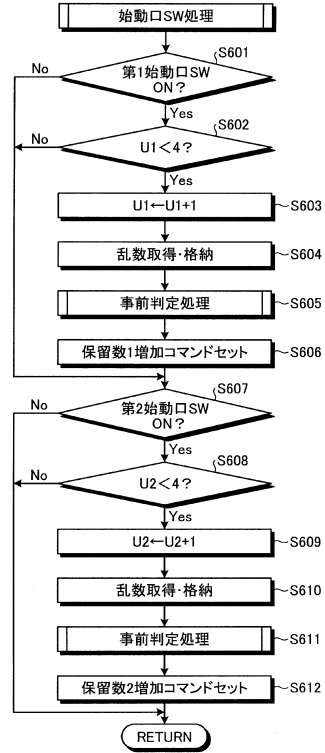 始動口SW処理
S601
No
第1始動口SW
ON?
Yes
S602
No
U1<4?
Yes
U1←U1+1
S603
乱数取得・格納
S604
事前判定処理
S605
保留数1増加コマンドセット
S606
S607
No
第2始動口SW
ON?
Yes
S608
No
U2<4?
Yes
U2←U2+1
S609
乱数取得・格納
S610
事前判定処理
S611
保留数2増加コマンドセット
S612
RETURN